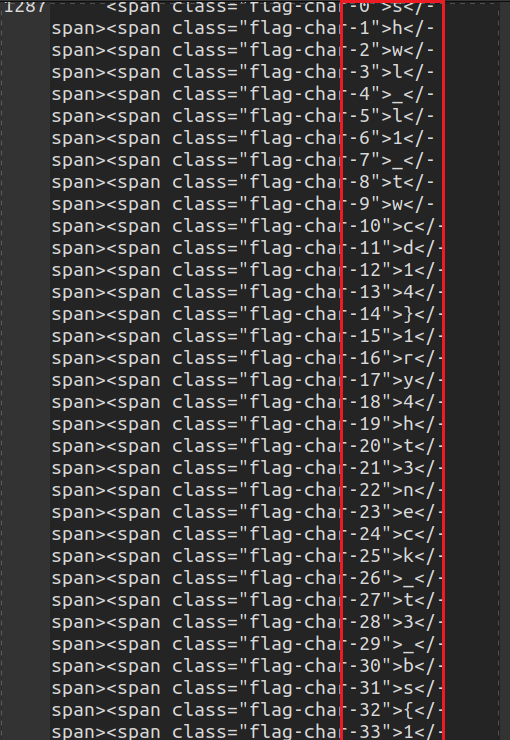 1287 <span class="flag-char-0">s</-
span><span class="flag-char-1">h</-
span><span class="flag-char-2">w</-
span><span class="flag-char-3">l</-
span><span class="flag-char-4">_</-
span><span class="flag-char-5">l</-
span><span class="flag-char-6">1</-
span><span class="flag-char-7">_</-
span><span class="flag-char-8">t</-
span><span class="flag-char-9">w</-
span><span class="flag-char-10">c</-
span><span class="flag-char-11">d</-
span><span class="flag-char-12">1</-
span><span class="flag-char-13">4</-
span><span class="flag-char-14">}</-
span><span class="flag-char-15">1</-
span><span class="flag-char-16">r</-
span><span class="flag-char-17">y</-
span><span class="flag-char-18">4</-
span><span class="flag-char-19">h</-
span><span class="flag-char-20">t</-
span><span class="flag-char-21">3</-
span><span class="flag-char-22">n</-
span><span class="flag-char-23">e</-
span><span class="flag-char-24">c</-
span><span class="flag-char-25">k</-
span><span class="flag-char-26">_</-
span><span class="flag-char-27">t</-
span><span class="flag-char-28">3</-
span><span class="flag-char-29">_</-
span><span class="flag-char-30">b</-
span><span class="flag-char-31">s</-
span><span class="flag-char-32">{</-
span><span class="flag-char-33">1</-